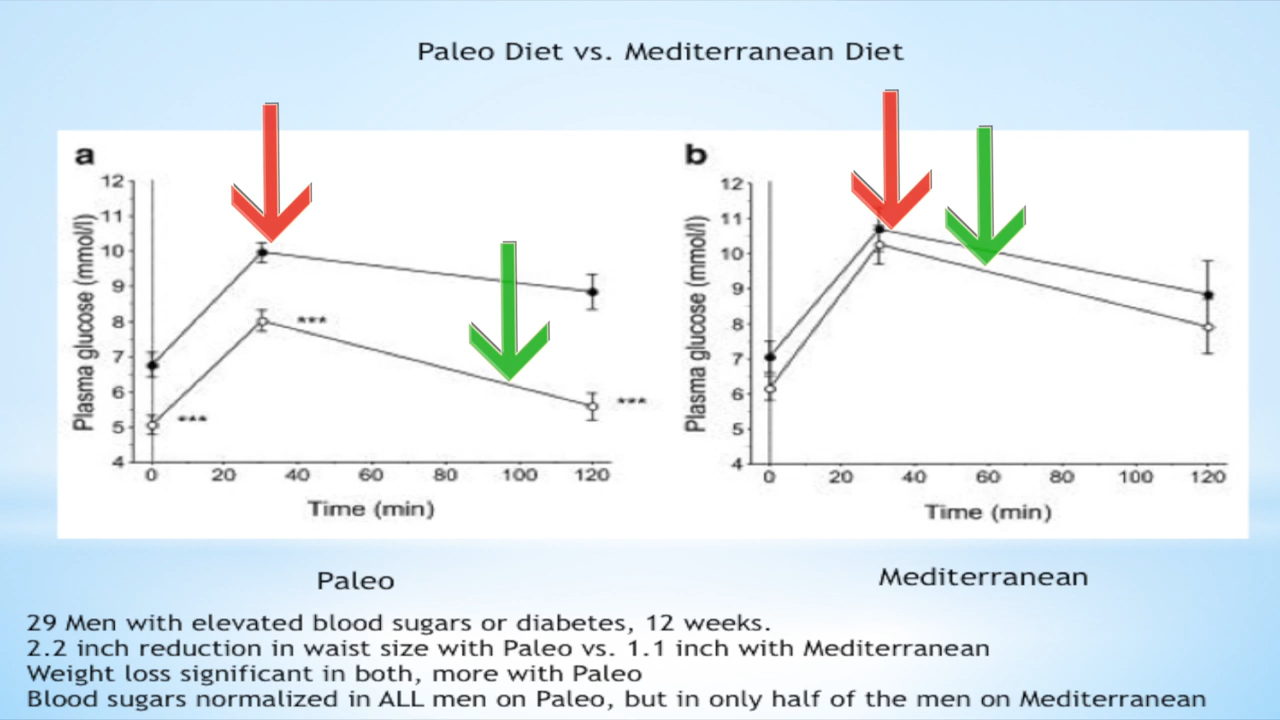 Paleo Diet vs. Mediterranean Diet
a
b
12
11
10
9
8
7
6
5
4
Plasma glucose (mmol/l)
***
***
***
0 20 40 60 80 100 120
Time (min)
12
11
10
9
8
7
6
5
4
Plasma glucose (mmol/l)
0 20 40 60 80 100 120
Time (min)
Paleo
Mediterranean
29 Men with elevated blood sugars or diabetes, 12 weeks.
2.2 inch reduction in waist size with Paleo vs. 1.1 inch with Mediterranean
Weight loss significant in both, more with Paleo
Blood sugars normalized in ALL men on Paleo, but in only half of the men on Mediterranean